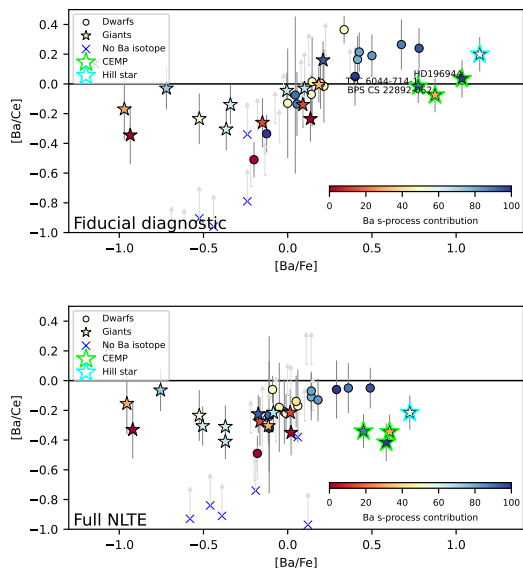 0.4
0.2
0.0
−0.2
−0.4
−0.6
−0.8
−1.0
[Ba/Ce]
Dwarfs
Giants
No Ba isotope
CEMP
Hill star
HD196944
BPS CS 22892-052
0 20 40 60 80 100
Ba s-process contribution
Fiducial diagnostic
−1.0 −0.5 0.0 0.5 1.0
[Ba/Fe]
0.4
0.2
0.0
−0.2
−0.4
−0.6
−0.8
−1.0
[Ba/Ce]
Dwarfs
Giants
No Ba isotope
CEMP
Hill star
0 20 40 60 80 100
Ba s-process contribution
Full NLTE
−1.0 −0.5 0.0 0.5 1.0
[Ba/Fe]